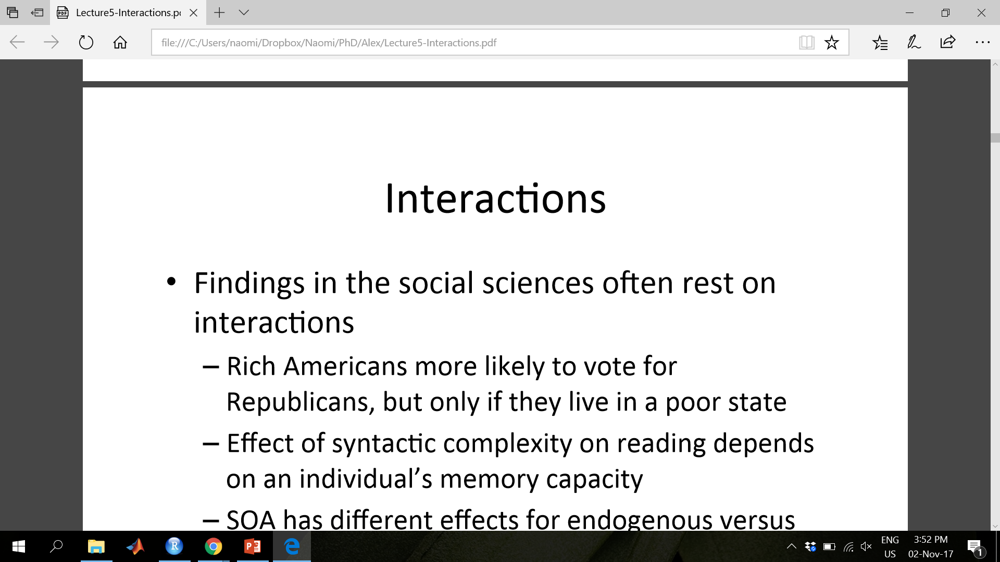 Lecture5-Interactions.p
file:///C:/Users/naomi/Dropbox/Naomi/PhD/Alex/Lecture5-Interactions.pdf
Interactions
• Findings in the social sciences often rest on
interactions
– Rich Americans more likely to vote for
Republicans, but only if they live in a poor state
– Effect of syntactic complexity on reading depends
on an individual’s memory capacity
– SOA has different effects for endogenous versus
ENG
US
3:52 PM
02-Nov-17
1